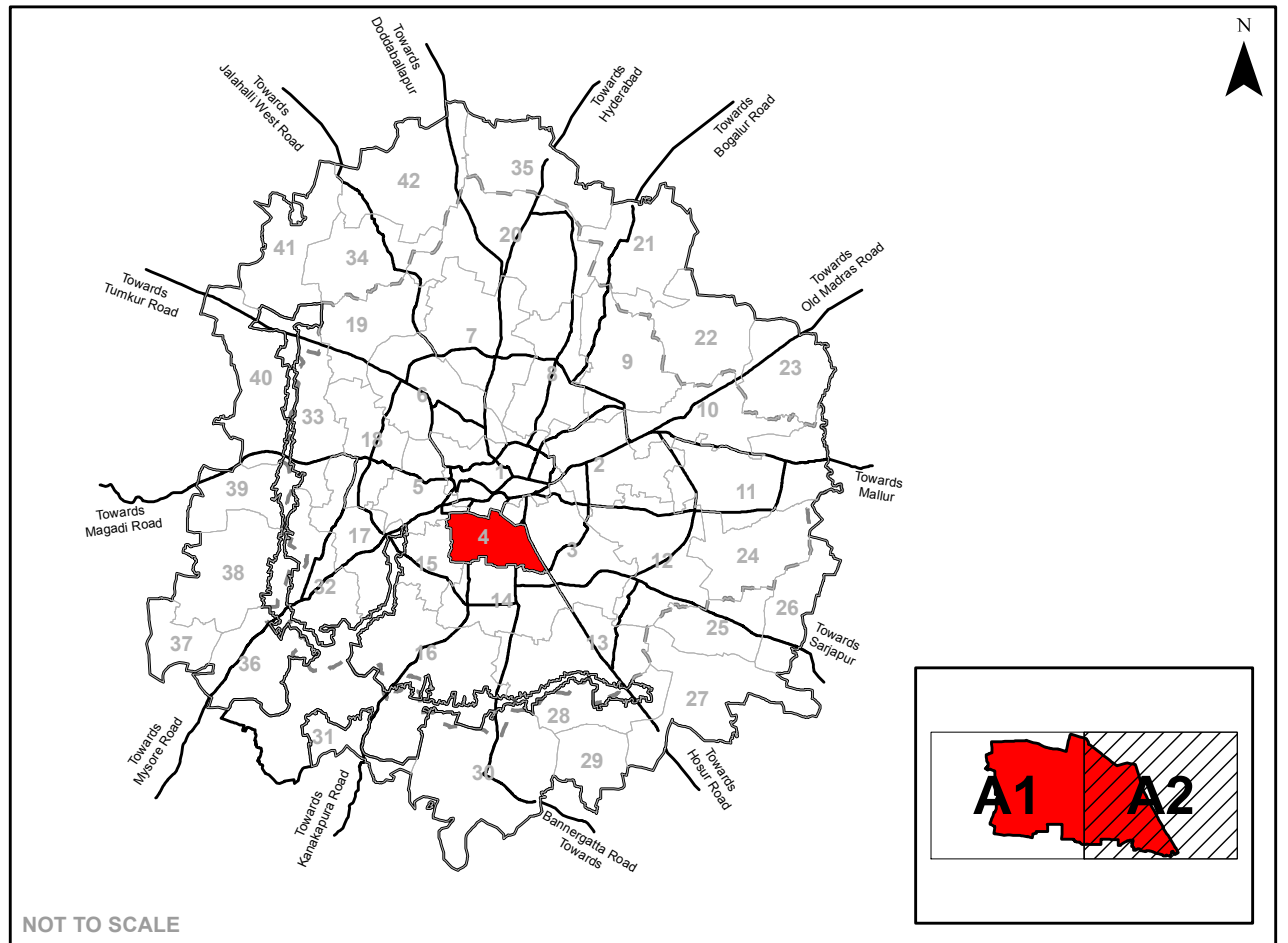 N
Towards
Doddaballapur
Towards
Jalahalli West Road
Towards
Hyderabad
Towards
Bogalur Road
35
42
20
21
41
34
Towards
Old Madras Road
Towards
Tumkur Road
19
7
22
9
8
23
40
6
10
33
18
1
2
5
11
39
Towards
Mallur
Towards
Magadi Road
17
4
3
15
12
24
38
32
14
26
25
13
Towards
Sarjapur
37
16
36
27
28
31
Towards
Mysore Road
30
29
Towards
Hosur Road
Towards
Kanakapura Road
Bannergatta Road
Towards
A1
A2
NOT TO SCALE